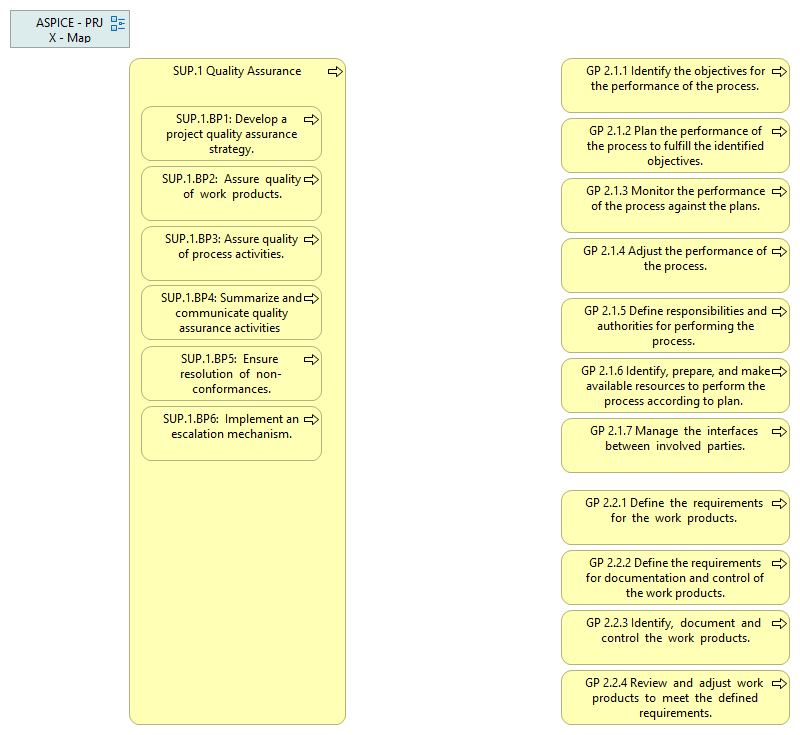 ASPICE - PRJ
X - Map
SUP.1 Quality Assurance
SUP.1.BP1: Develop a
project quality assurance
strategy.
SUP.1.BP2: Assure quality
of work products.
SUP.1.BP3: Assure quality
of process activities.
SUP.1.BP4: Summarize and
communicate quality
assurance activities
SUP.1.BP5: Ensure
resolution of non-
conformances.
SUP.1.BP6: Implement an
escalation mechanism.
GP 2.1.1 Identify the objectives for
the performance of the process.
GP 2.1.2 Plan the performance of
the process to fulfill the identified
objectives.
GP 2.1.3 Monitor the performance
of the process against the plans.
GP 2.1.4 Adjust the performance of
the process.
GP 2.1.5 Define responsibilities and
authorities for performing the
process.
GP 2.1.6 Identify, prepare, and make
available resources to perform the
process according to plan.
GP 2.1.7 Manage the interfaces
between involved parties.
GP 2.2.1 Define the requirements
for the work products.
GP 2.2.2 Define the requirements
for documentation and control of
the work products.
GP 2.2.3 Identify, document and
control the work products.
GP 2.2.4 Review and adjust work
products to meet the defined
requirements.